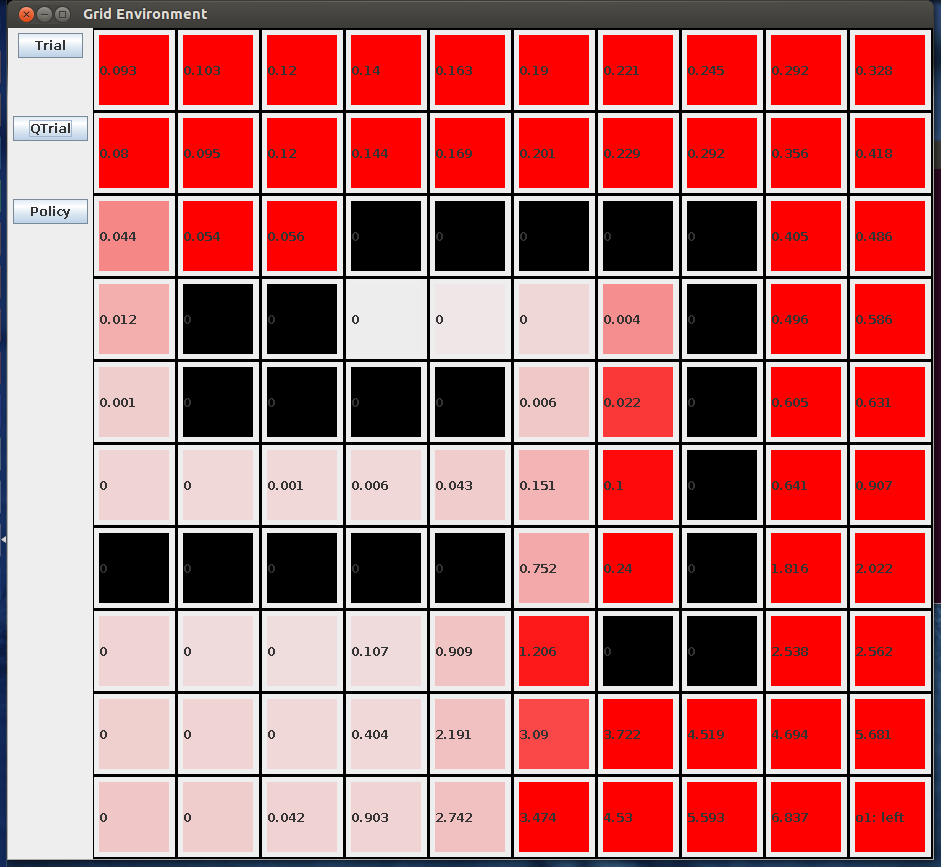 Grid Environment
Trial
0.093 0.103 0.12 0.14 0.163 0.19 0.221 0.245 0.292 0.328
QTrial
0.08 0.095 0.12 0.144 0.169 0.201 0.229 0.292 0.356 0.418
Policy
0.044 0.054 0.056 0 0 0 0 0 0.405 0.486
0.012 0 0 0 0 0 0.004 0 0.496 0.586
0.001 0 0 0 0 0.006 0.022 0 0.605 0.631
0 0 0.001 0.006 0.043 0.151 0.1 0 0.641 0.907
0 0 0 0 0 0.752 0.24 0 1.816 2.022
0 0 0 0.107 0.909 1.206 0 0 2.538 2.562
0 0 0 0.404 2.191 3.09 3.722 4.519 4.694 5.681
0 0 0.042 0.903 2.742 3.474 4.53 5.593 6.837 left